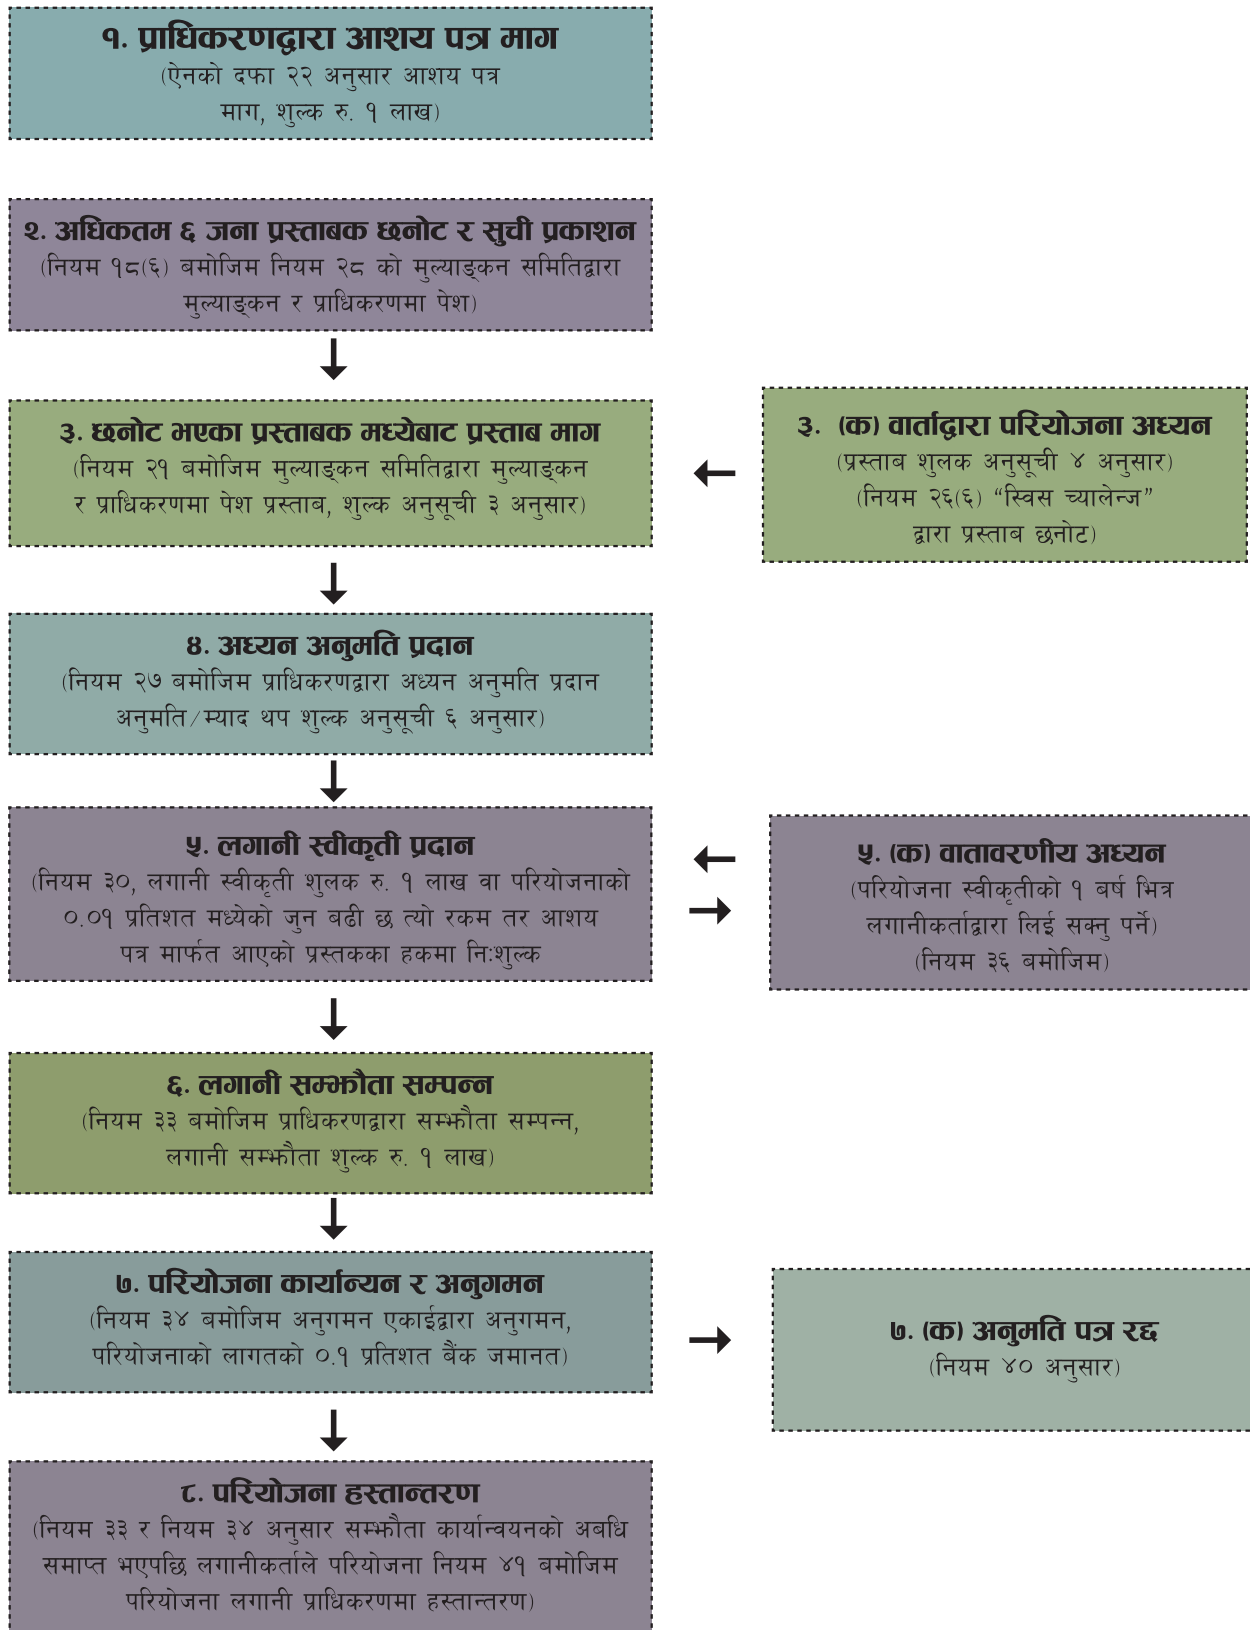 १. प्राधिकरणद्वारा आशय पत्र माग
(ऐनको दफा २२ अनुसार आशय पत्र
माग, शुल्क रु. १ लाख)
२. अधिकतम ६ जना प्रस्ताबक छनोट र सुची प्रकाशन
(नियम १८(६) बमोजिम नियम २८ को मुल्याङ्कन समितिद्वारा
मुल्याङ्कन र प्राधिकरणमा पेश)
३. छनोट भएका प्रस्ताबक मध्येबाट प्रस्ताब माग
(नियम २१ बमोजिम मुल्याङ्कन समितिद्वारा मुल्याङ्कन
र प्राधिकरणमा पेश प्रस्ताब, शुल्क अनुसूची ३ अनुसार)
३. (क) वार्ताद्वारा परियोजना अध्यन
(प्रस्ताब शुलक अनुसूची ४ अनुसार)
(नियम २६(६) “स्विस च्यालेन्ज”
द्वारा प्रस्ताब छनोट)
४. अध्यन अनुमति प्रदान
(नियम २७ बमोजिम प्राधिकरणद्वारा अध्यन अनुमति प्रदान
अनुमति/म्याद थप शुल्क अनुसूची ६ अनुसार)
५. लगानी स्वीकृती प्रदान
(नियम ३०, लगानी स्वीकृती शुलक रु. १ लाख वा परियोजनाको
०.०१ प्रतिशत मध्येको जुन बढी छ त्यो रकम तर आशय
पत्र मार्फत आएको प्रस्तकका हकमा नि:शुल्क
५. (क) वातावरणीय अध्यन
(परियोजना स्वीकृतीको १ बर्ष भित्र
लगानीकर्ताद्वारा लिई सक्नु पर्ने)
(नियम ३६ बमोजिम)
६. लगानी सम्झौता सम्पन्न
(नियम ३३ बमोजिम प्राधिकरणद्वारा सम्झौता सम्पन्न,
लगानी सम्झौता शुल्क रु. १ लाख)
७. परियोजना कार्यान्यन र अनुगमन
(नियम ३४ बमोजिम अनुगमन एकाईद्वारा अनुगमन,
परियोजनाको लागतको ०.१ प्रतिशत बैंक जमानत)
७. (क) अनुमति पत्र रद्द
(नियम ४० अनुसार)
८. परियोजना हस्तान्तरण
(नियम ३३ र नियम ३४ अनुसार सम्झौता कार्यान्वयनको अबधि
समाप्त भएपछि लगानीकर्ताले परियोजना नियम ४१ बमोजिम
परियोजना लगानी प्राधिकरणमा हस्तान्तरण)